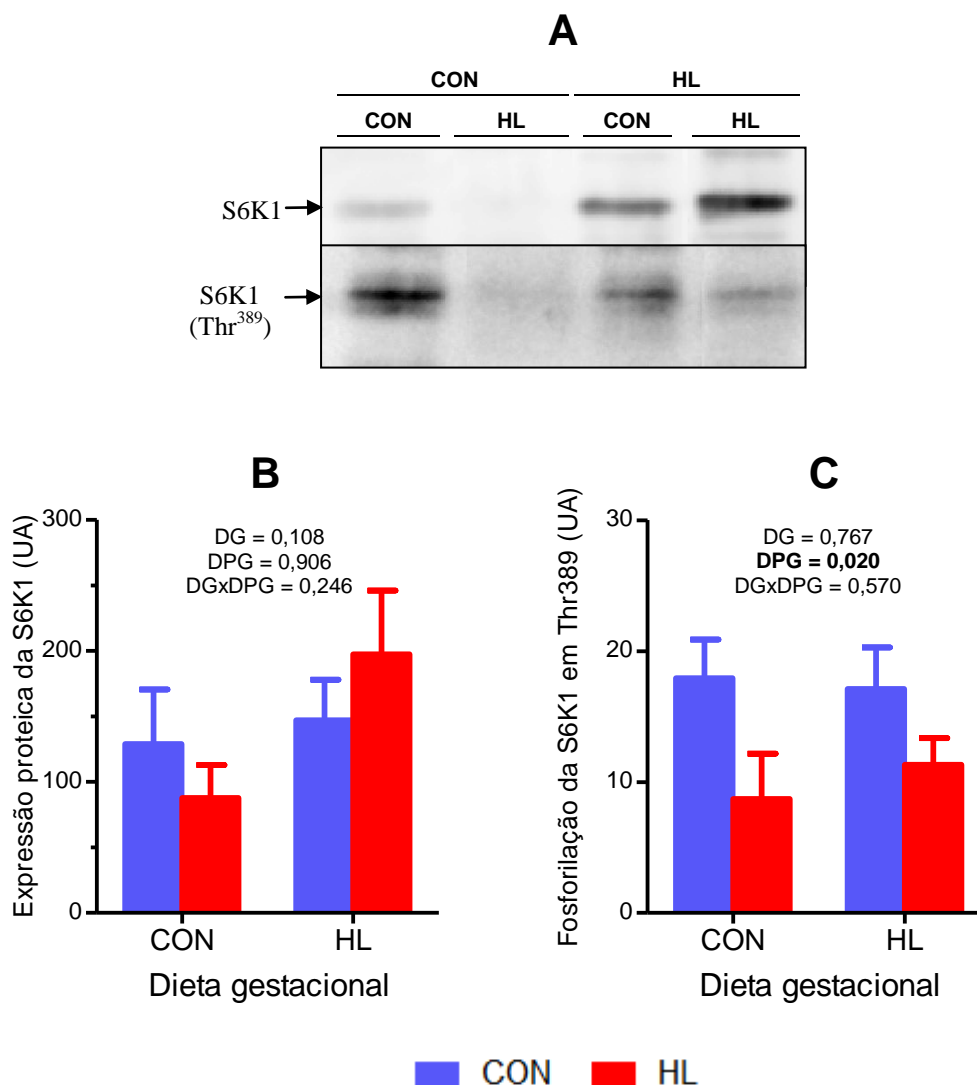 A
CON HL
CON HL CON HL
S6K1
S6K1
(Thr389)
B
Expressão proteica da S6K1 (UA)
300
200
100
0
DG = 0,108
DPG = 0,906
DGxDPG = 0,246
CON HL
Dieta gestacional
C
Fosforilação da S6K1 em Thr389 (UA)
30
20
10
0
DG = 0,767
DPG = 0,020
DGxDPG = 0,570
CON HL
Dieta gestacional
CON HL